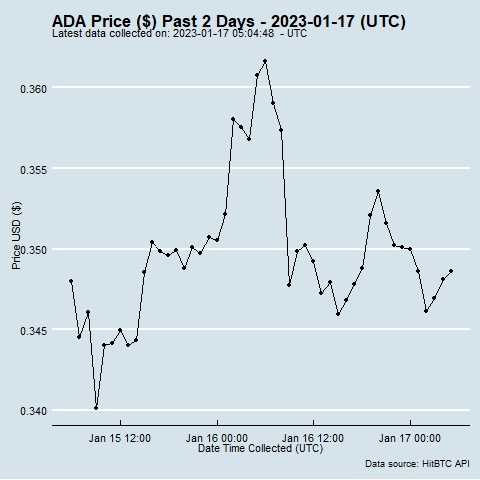 ADA Price ($) Past 2 Days - 2023-01-17 (UTC)
Latest data collected on: 2023-01-17 05:04:48 - UTC
0.360
0.355
0.350
0.345
0.340
Price USD ($)
Jan 15 12:00 Jan 16 00:00 Jan 16 12:00 Jan 17 00:00
Date Time Collected (UTC)
Data source: HitBTC API